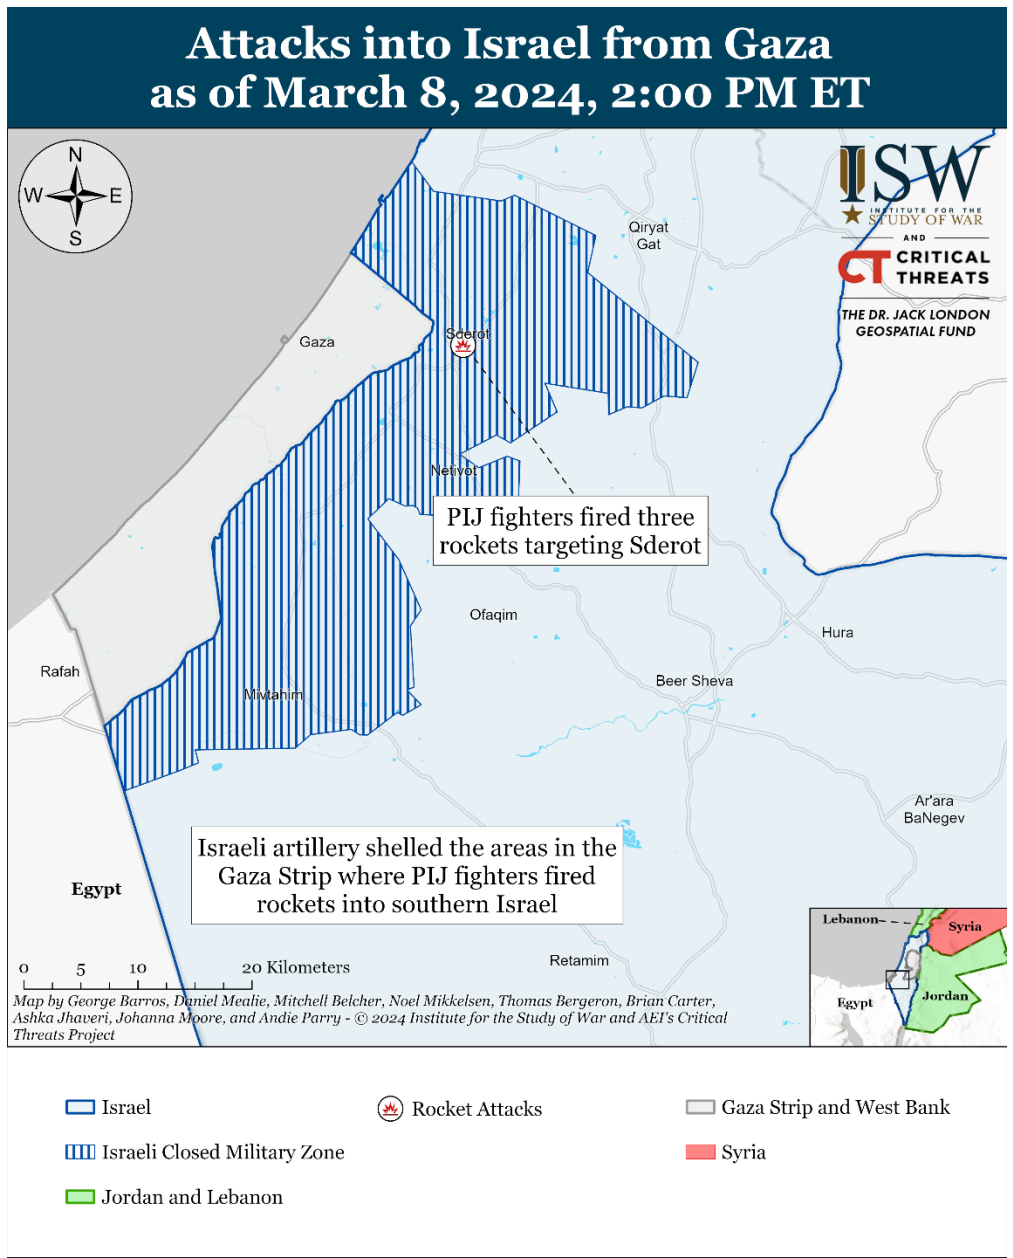 Attacks into Israel from Gaza
as of March 8, 2024, 2:00 PM ET
N
W
E
S
ISW
INSTITUTE FOR THE
STUDY OF WAR
AND
CT CRITICAL
THREATS
THE DR. JACK LONDON
GEOSPATIAL FUND
Qiryat
Gat
Sderot
Gaza
Netivot
PIJ fighters fired three
rockets targeting Sderot
Ofaqim
Hura
Rafah
Beer Sheva
Mivtahim
Ar'ara
BaNegev
Israeli artillery shelled the areas in the
Gaza Strip where PIJ fighters fired
rockets into southern Israel
Egypt
Retamim
Lebanon
Syria
Egypt
Jordan
0 5 10 20 Kilometers
Map by George Barros, Daniel Mealie, Mitchell Belcher, Noel Mikkelsen, Thomas Bergeron, Brian Carter,
Ashka Jhaveri, Johanna Moore, and Andie Parry - © 2024 Institute for the Study of War and AEI's Critical
Threats Project
Israel
Rocket Attacks
Gaza Strip and West Bank
Israeli Closed Military Zone
Syria
Jordan and Lebanon